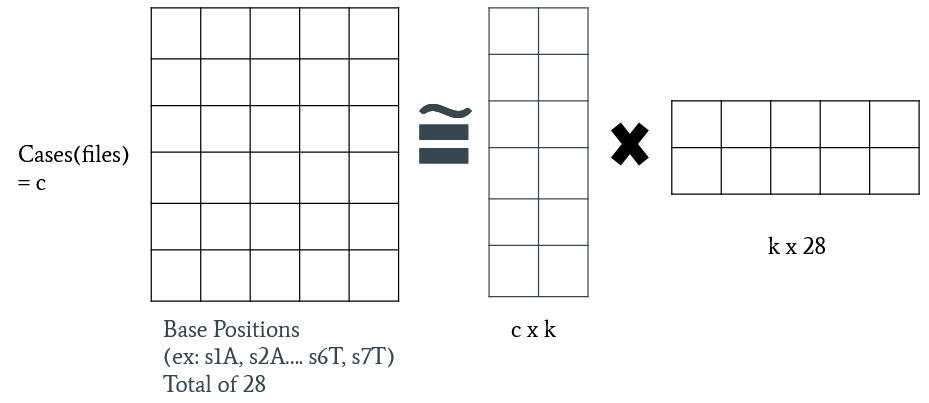 Cases(files)
= c
Base Positions
(ex: s1A, s2A.... s6T, s7T)
Total of 28
c x k
k x 28